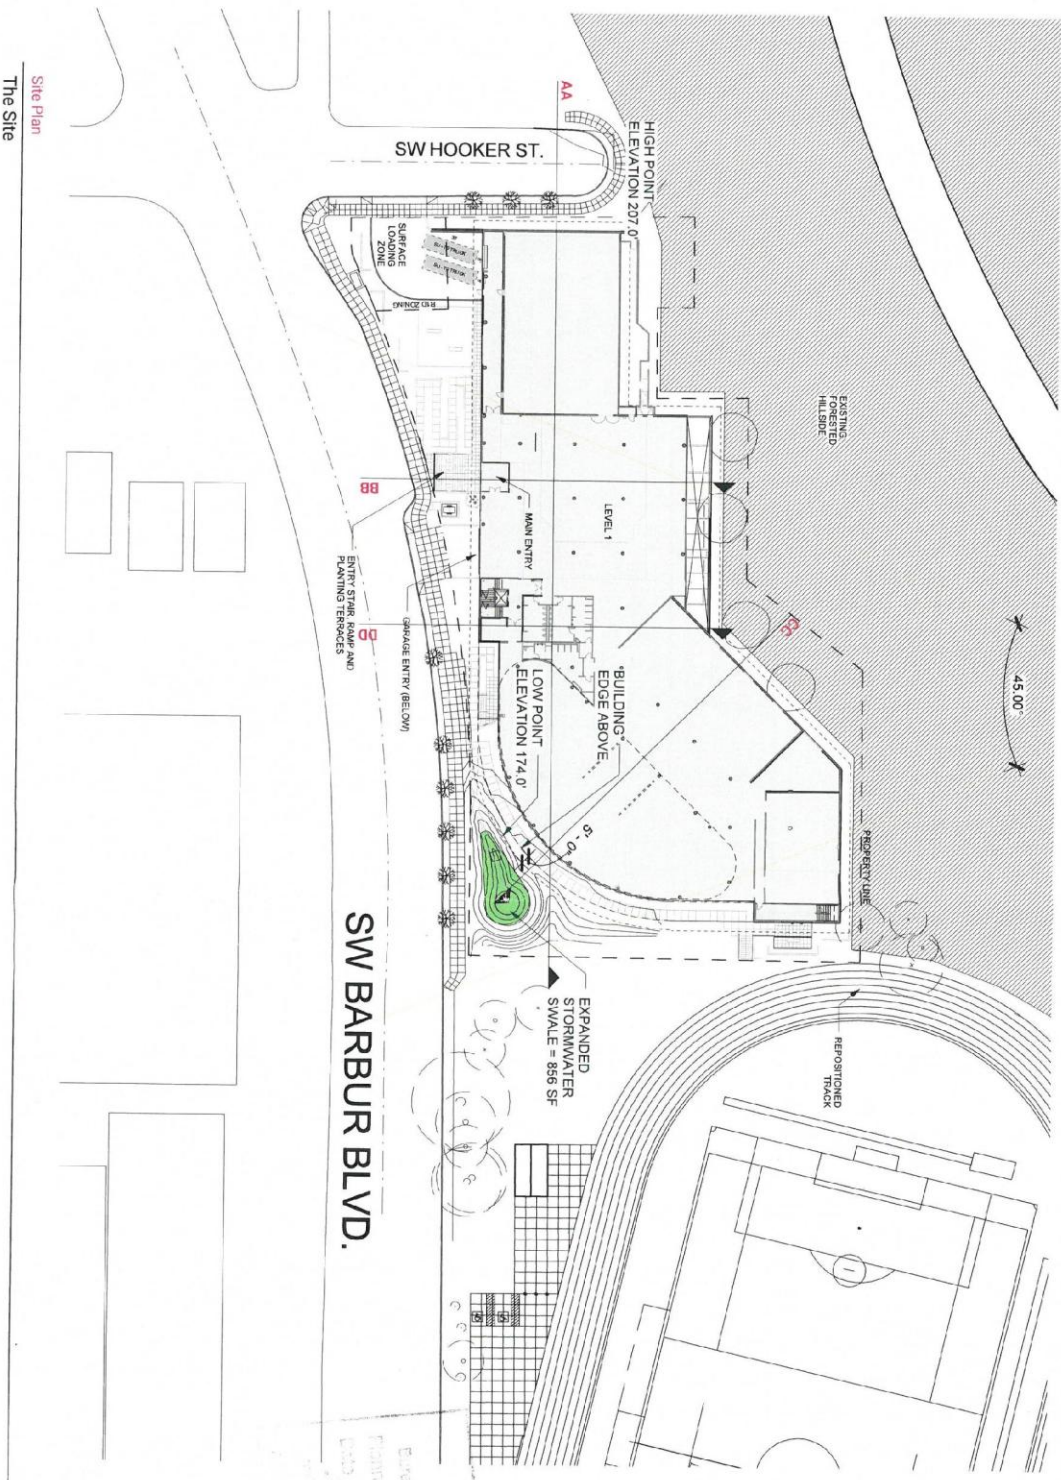 Site Plan
The Site
SW HOOKER ST.
AA
HIGH POINT
ELEVATION 207.0'
SURFACE
LOADING
ZONE
R1D ZONING
EXISTING
FORESTED
HILLSIDE
BB
MAIN ENTRY
LEVEL 1
ENTRY STAIR, RAMP AND
PLANTING TERRACES
GARAGE ENTRY (BELOW)
DD
CC
45.00°
"BUILDING"
EDGE ABOVE
LOW POINT
ELEVATION 174.0'
PROPERTY LINE
SW BARBUR BLVD.
EXPANDED
STORMWATER
SWALE = 856 SF
REPOSITIONED
TRACK